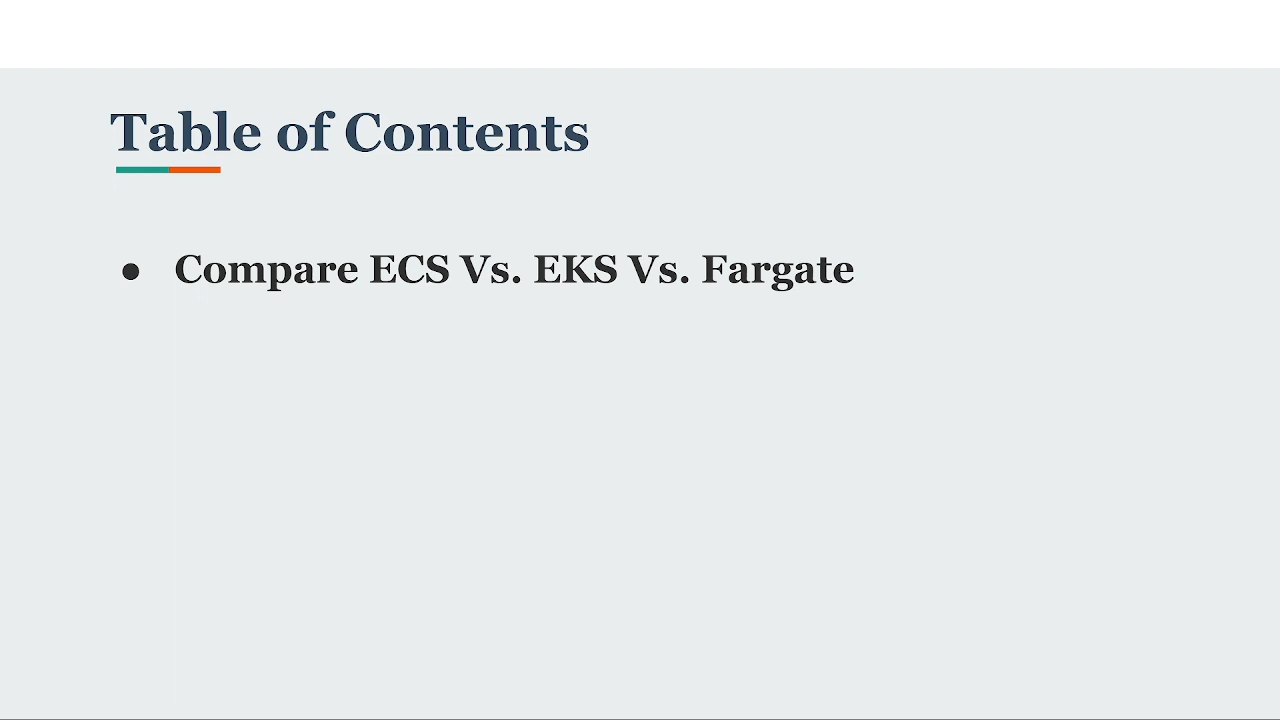 Table of Contents
● Compare ECS Vs. EKS Vs. Fargate